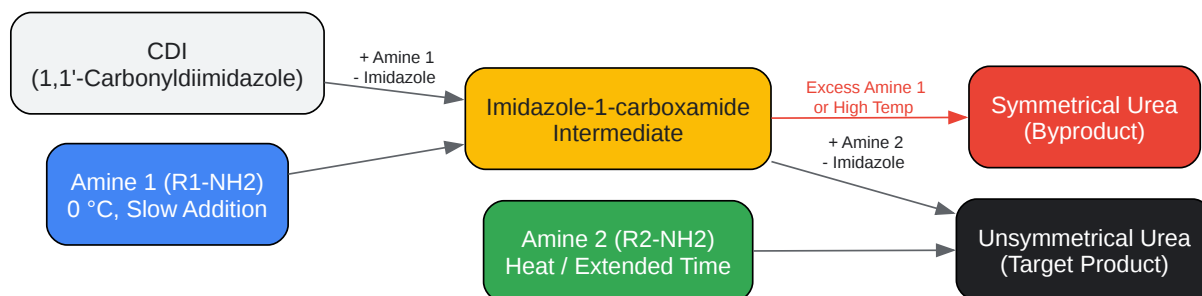 CDI
(1,1'-Carbonyldiimidazole)
+ Amine 1
- Imidazole
Amine 1 (R1-NH2)
0 °C, Slow Addition
Imidazole-1-carboxamide
Intermediate
Excess Amine 1
or High Temp
Symmetrical Urea
(Byproduct)
+ Amine 2
- Imidazole
Amine 2 (R2-NH2)
Heat / Extended Time
Unsymmetrical Urea
(Target Product)